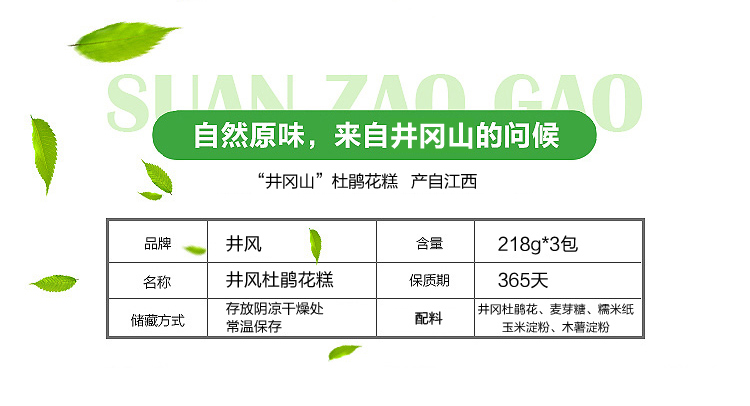 SUAN ZAO GAO
自然原味，来自井冈山的问候
“井冈山”杜鹃花糕 产自江西
品牌 井风 含量 218g*3包
名称 井风杜鹃花糕 保质期 365天
储藏方式 存放阴凉干燥处
常温保存
配料 井冈杜鹃花、麦芽糖、糯米纸
玉米淀粉、木薯淀粉